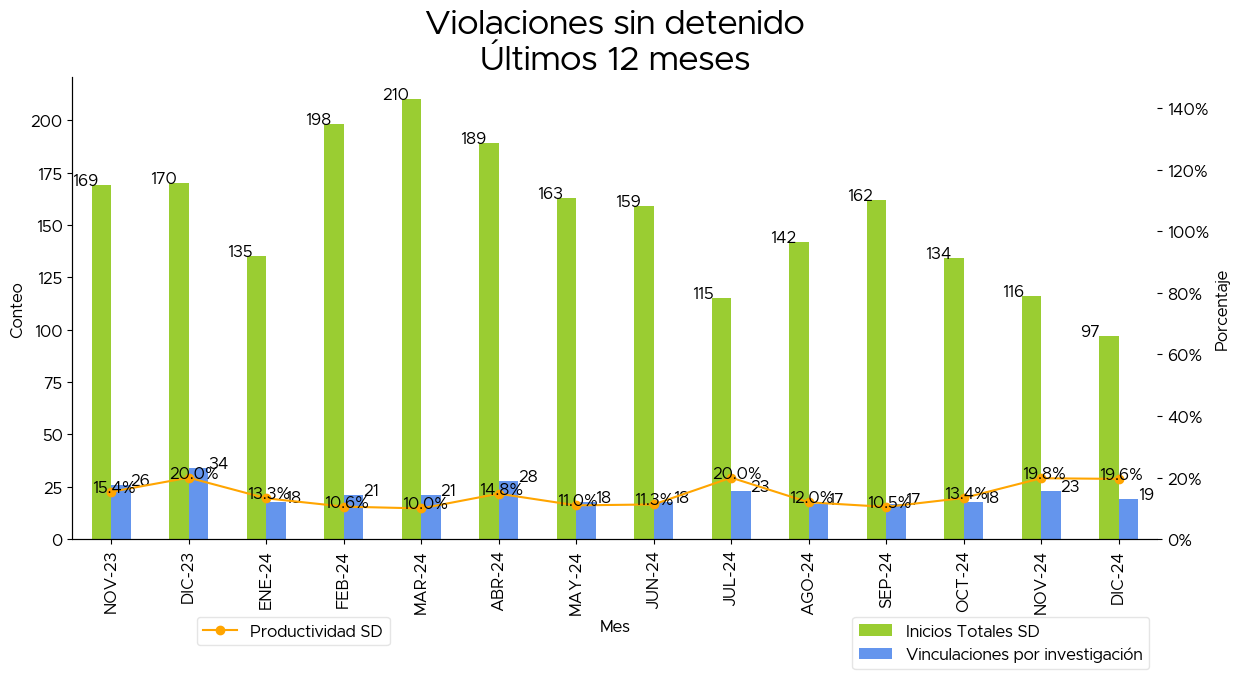 Violaciones sin detenido
Últimos 12 meses
Conteo
200
175
150
125
100
75
50
25
0
140%
120%
100%
80%
60%
40%
20%
0%
Porcentaje
169
170
135
198
210
189
163
159
115
142
162
134
116
97
26
34
18
21
21
28
18
18
23
17
17
18
23
19
15.4%
20.0%
13.3%
10.6%
10.0%
14.8%
11.0%
11.3%
20.0%
12.0%
10.5%
13.4%
19.8%
19.6%
NOV-23
DIC-23
ENE-24
FEB-24
MAR-24
ABR-24
MAY-24
JUN-24
JUL-24
AGO-24
SEP-24
OCT-24
NOV-24
DIC-24
Mes
Productividad SD
Inicios Totales SD
Vinculaciones por investigación